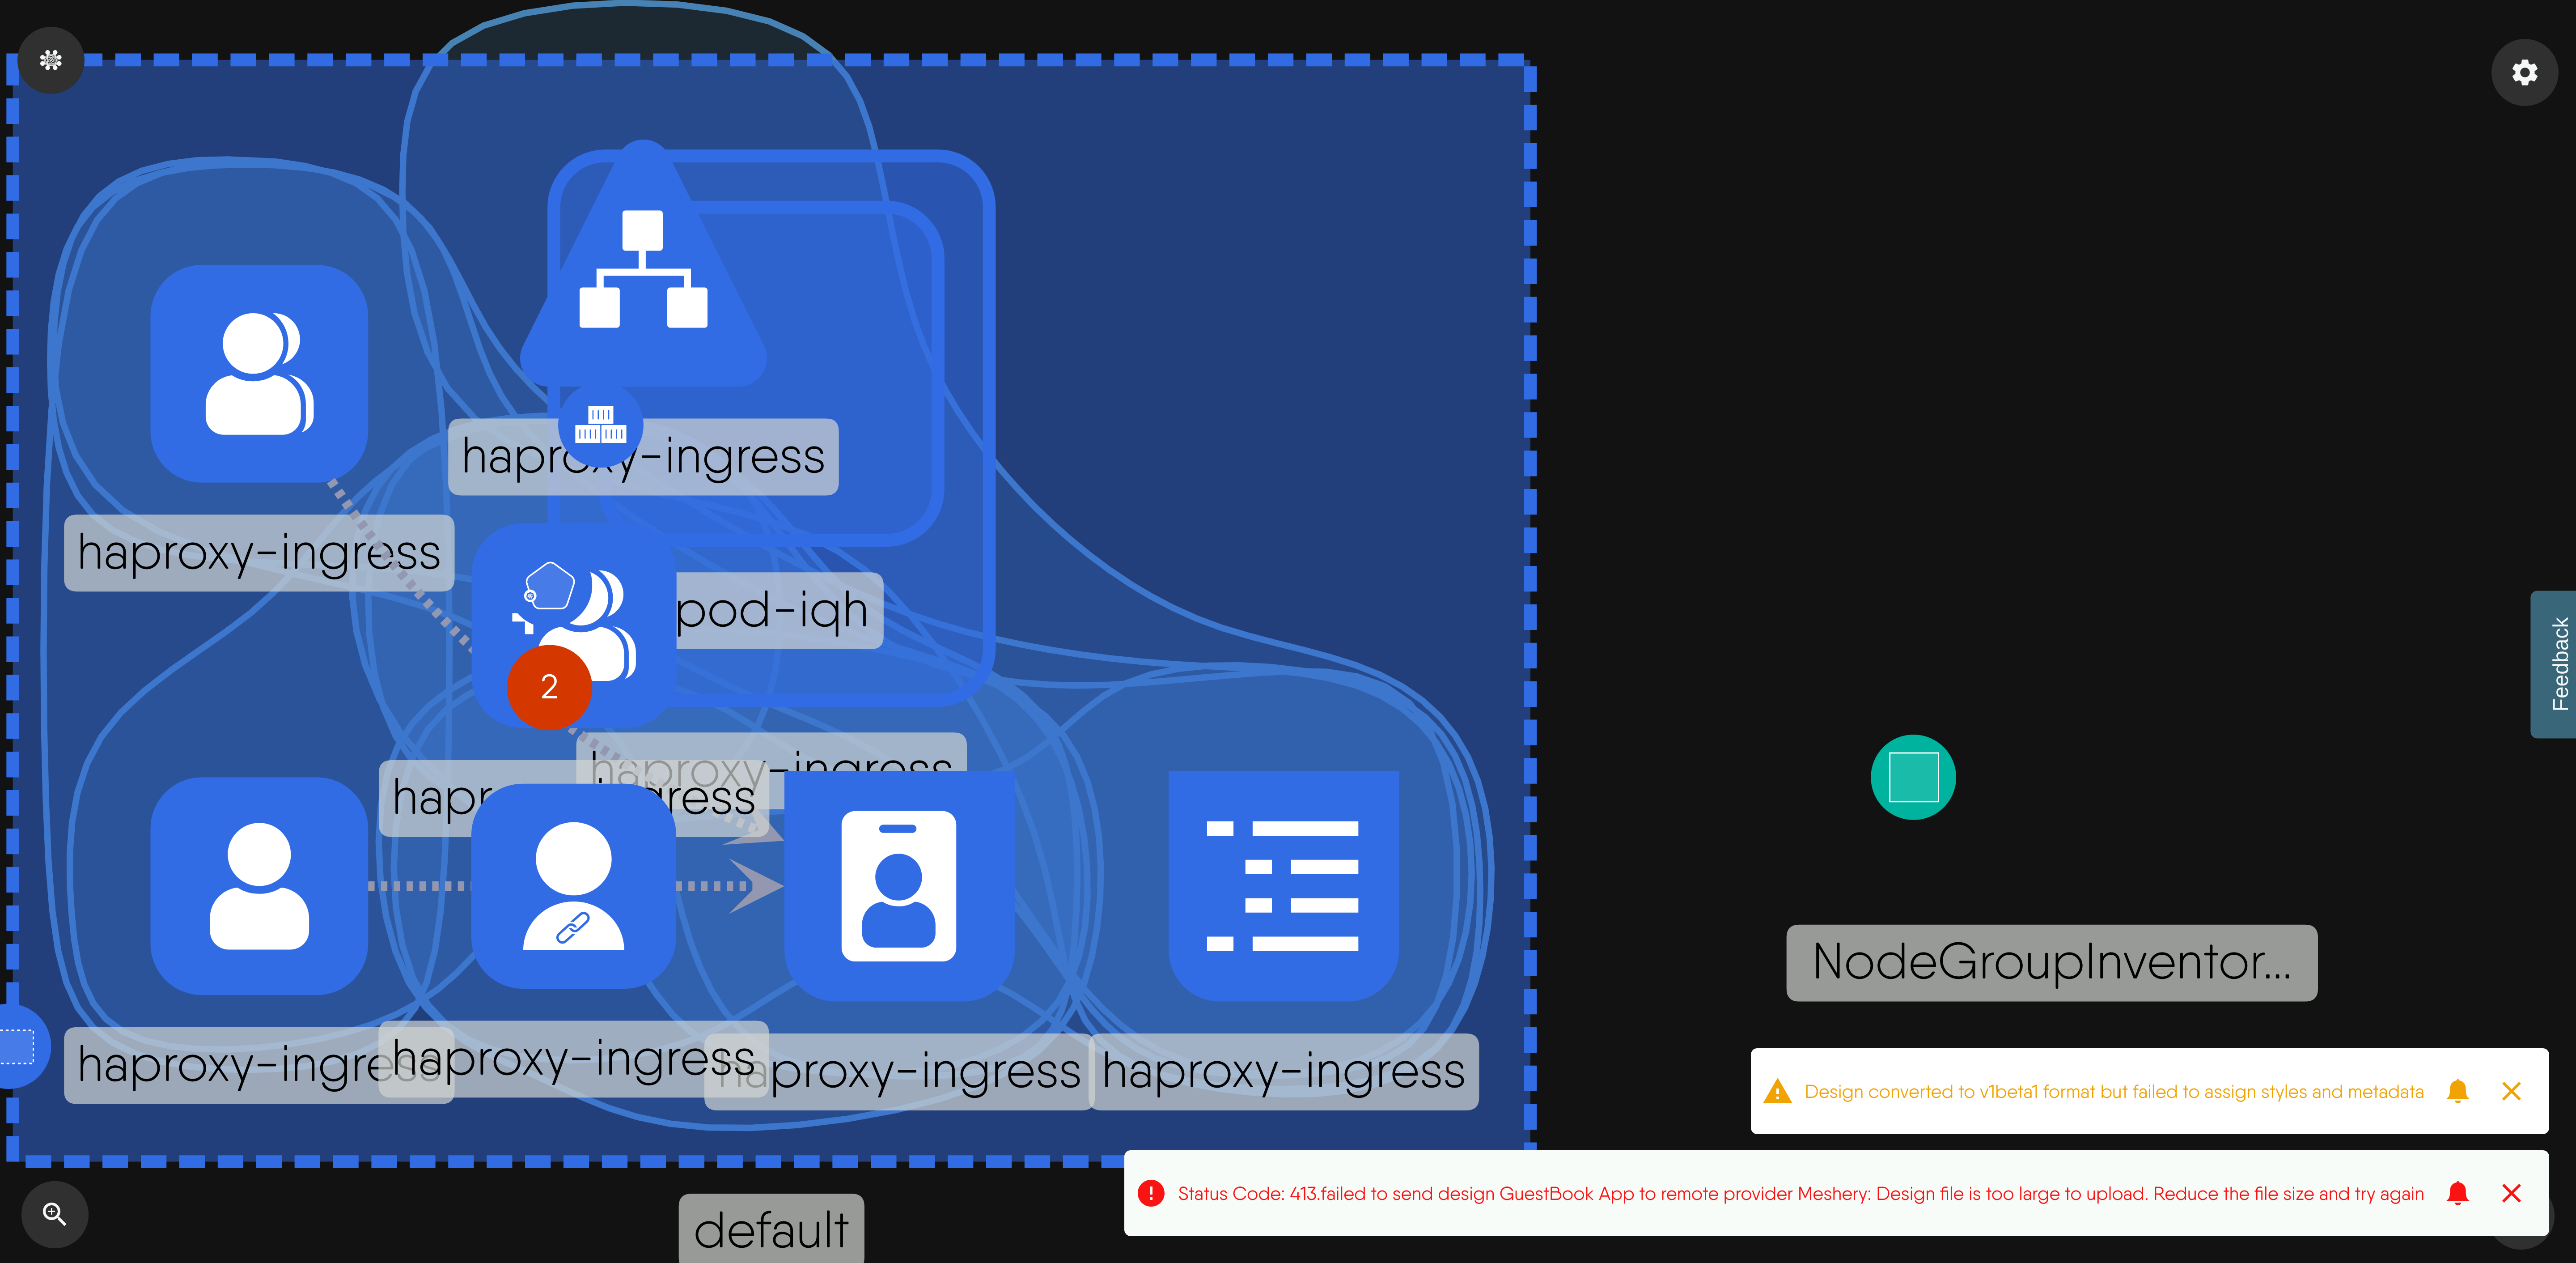 haproxy-ingress
haproxy-ingress
pod-iqh
2
haproxy-ingress
haproxy-ingress
haproxy-ingress
haproxy-ingress
haproxy-ingress
NodeGroupInventor...
Feedback
Design converted to v1beta1 format but failed to assign styles and metadata
Status Code: 413.failed to send design GuestBook App to remote provider Meshery: Design file is too large to upload. Reduce the file size and try again
default